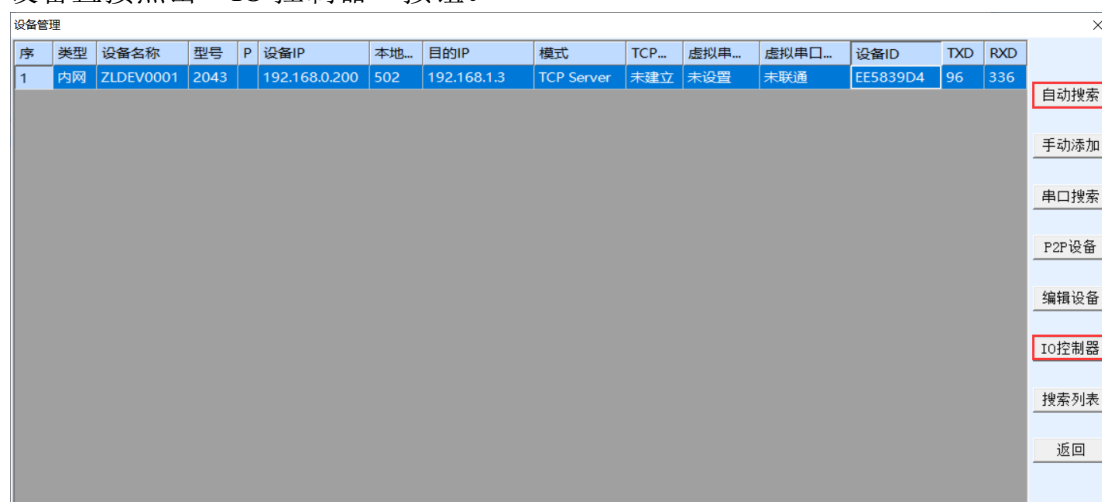 设备管理
序 类型 设备名称 型号 P 设备IP 本地... 目的IP 模式 TCP... 虚拟串... 虚拟串口... 设备ID TXD RXD
1 内网 ZLDEV0001 2043 192.168.0.200 502 192.168.1.3 TCP Server 未建立 未设置 未联通 EE5839D4 96 336
自动搜索
手动添加
串口搜索
P2P设备
编辑设备
IO控制器
搜索列表
返回